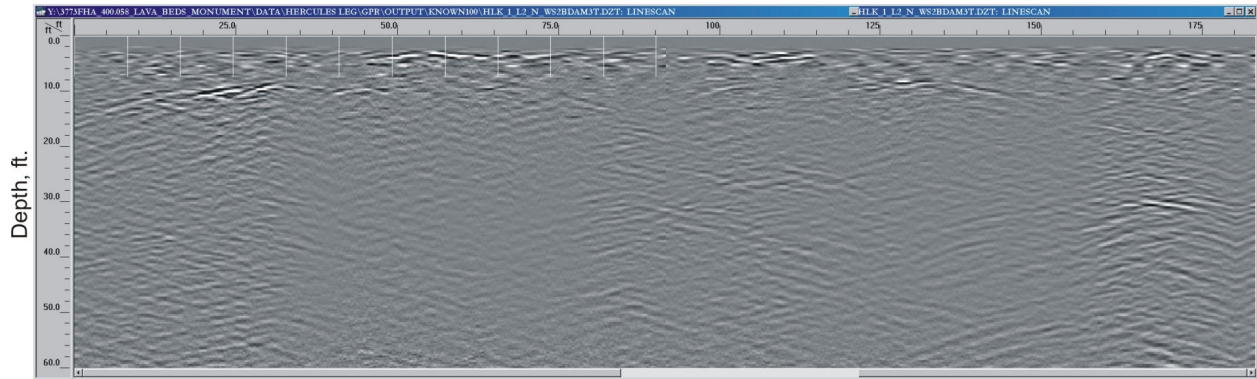 Y:\3773FHA_400.058_LAVA_BEDS_MONUMENT\DATA\HERCULES LEG\GPR\OUTPUT\KNOWN100\HLK_1_L2_N_WS2BDAM3T.DZT: LINESCAN
HLK_1_L2_N_WS2BDAM3T.DZT: LINESCAN
ft / ft 25.0 50.0 75.0 100 125 150 175
0.0
10.0
20.0
30.0
40.0
50.0
60.0
Depth, ft.